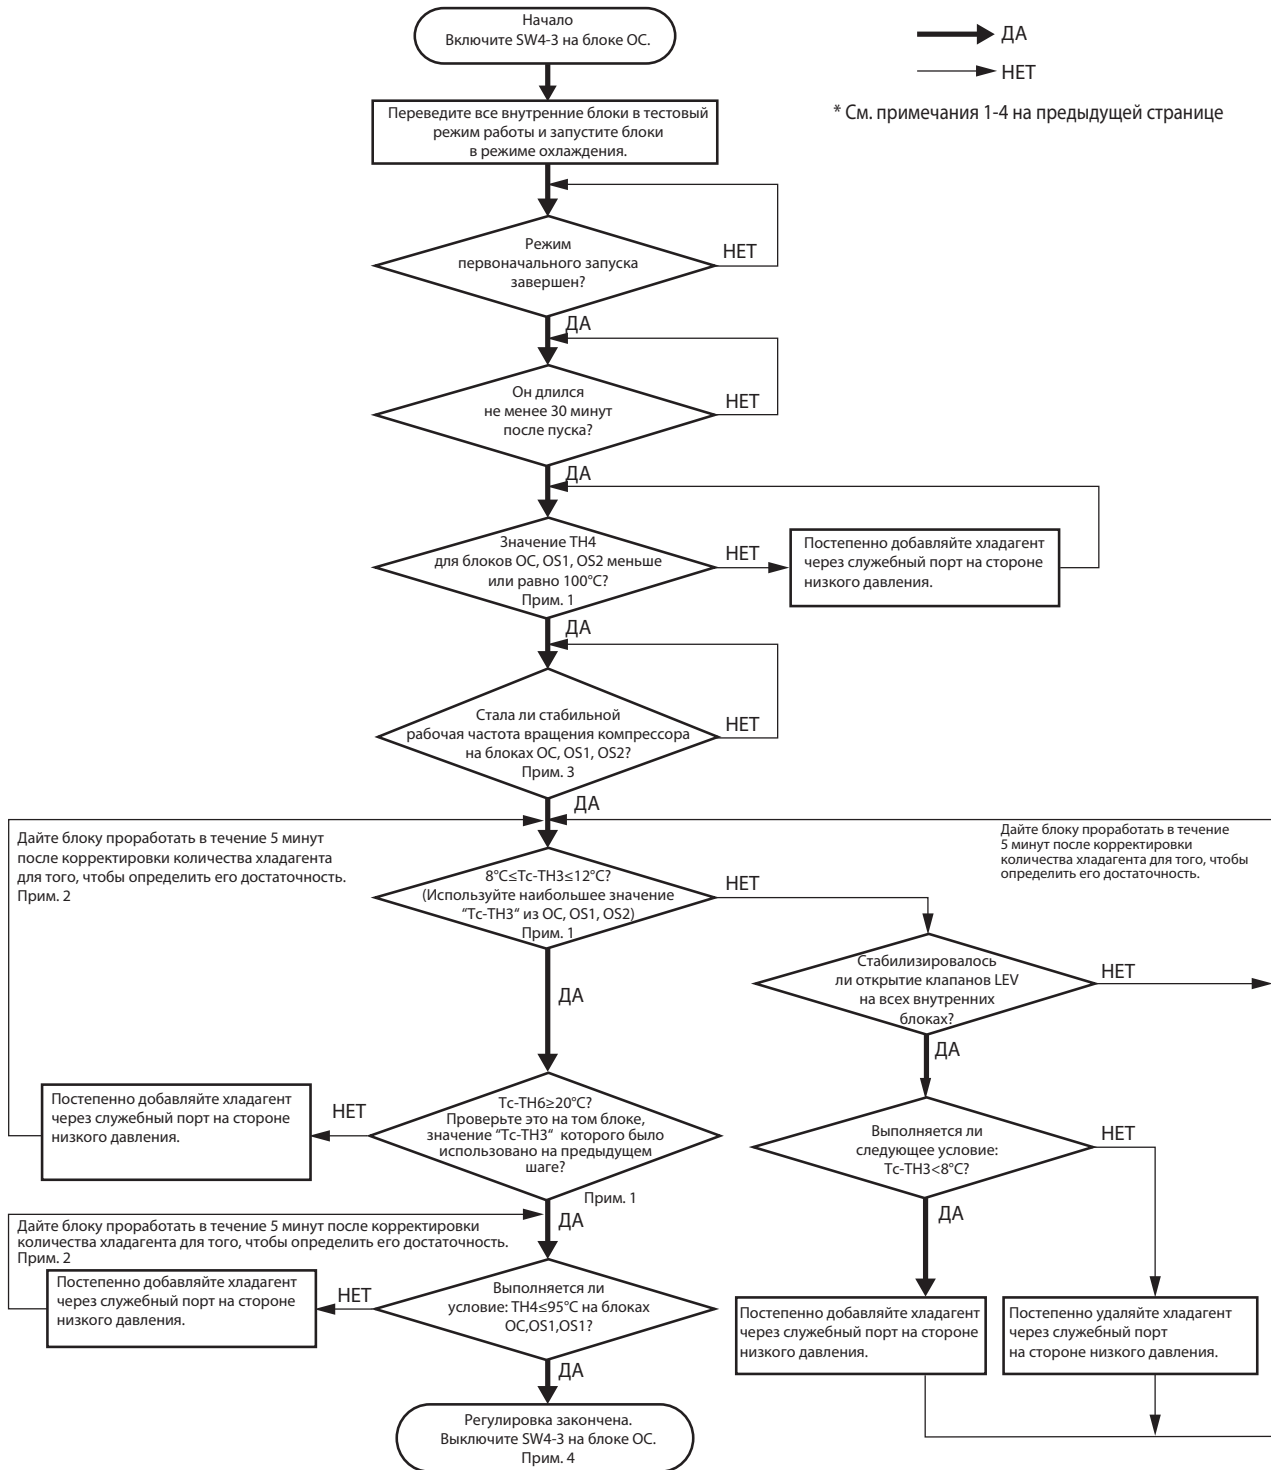 Начало
Включите SW4-3 на блоке ОС.
ДА
НЕТ
* См. примечания 1-4 на предыдущей странице
Переведите все внутренние блоки в тестовый
режим работы и запустите блоки
в режиме охлаждения.
Режим
первоначального запуска
завершен?
НЕТ
ДА
Он длился
не менее 30 минут
после пуска?
НЕТ
ДА
Значение TH4
для блоков OC, OS1, OS2 меньше
или равно 100°C?
Прим. 1
НЕТ
Постепенно добавляйте хладагент
через служебный порт на стороне
низкого давления.
ДА
Стала ли стабильной
рабочая частота вращения компрессора
на блоках OC, OS1, OS2?
Прим. 3
НЕТ
ДА
Дайте блоку проработать в течение 5 минут
после корректировки количества хладагента
для того, чтобы определить его достаточность.
Прим. 2
Дайте блоку проработать в течение
5 минут после корректировки
количества хладагента для того, чтобы
определить его достаточность.
8°C≤Tc-TH3≤12°C?
(Используйте наибольшее значение
“Tc-TH3“ из OC, OS1, OS2)
Прим. 1
НЕТ
ДА
Стабилизировалось
ли открытие клапанов LEV
на всех внутренних
блоках?
НЕТ
ДА
Tc-TH6≥20°C?
Проверьте это на том блоке,
значение “Tc-TH3“ которого было
использовано на предыдущем
шаге?
Прим. 1
НЕТ
Постепенно добавляйте хладагент
через служебный порт на стороне
низкого давления.
ДА
Выполняется ли
следующее условие:
Tc-TH3<8°C?
НЕТ
ДА
Дайте блоку проработать в течение 5 минут после корректировки
количества хладагента для того, чтобы определить его достаточность.
Прим. 2
Постепенно добавляйте хладагент
через служебный порт на стороне
низкого давления.
НЕТ
Выполняется ли
условие: TH4≤95°C на блоках
OC,OS1,OS1?
ДА
Постепенно добавляйте хладагент
через служебный порт на стороне
низкого давления.
Постепенно удаляйте хладагент
через служебный порт
на стороне низкого давления.
Регулировка закончена.
Выключите SW4-3 на блоке ОС.
Прим. 4